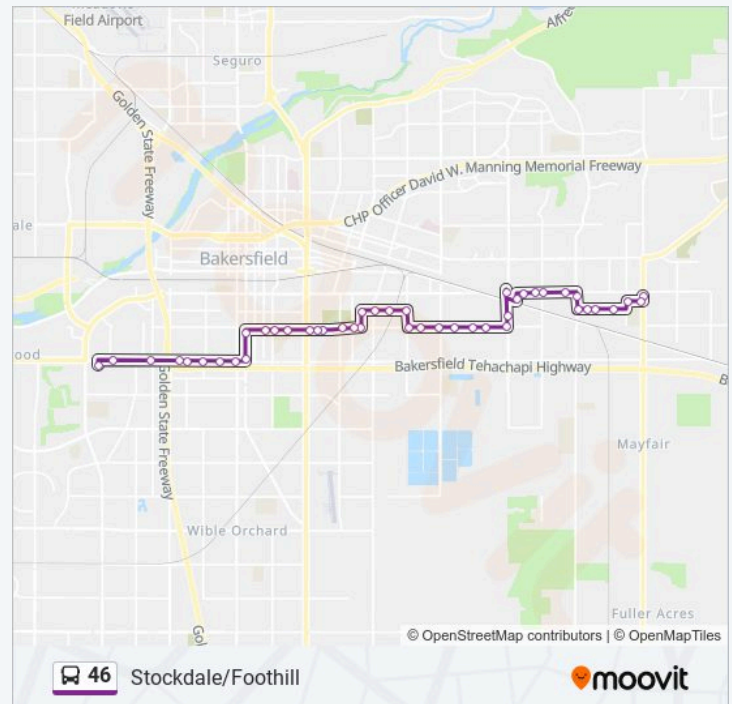 Field Airport
Seguro
Alfre
Golden State Freeway
CHP Officer David W. Manning Memorial Freeway
ale
Bakersfield
ood
Bakersfield Tehachapi Highway
B
Golden State Freeway
Mayfair
Wible Orchard
Fuller Acres
Gol
© OpenStreetMap contributors | © OpenMapTiles
46 Stockdale/Foothill
moovit